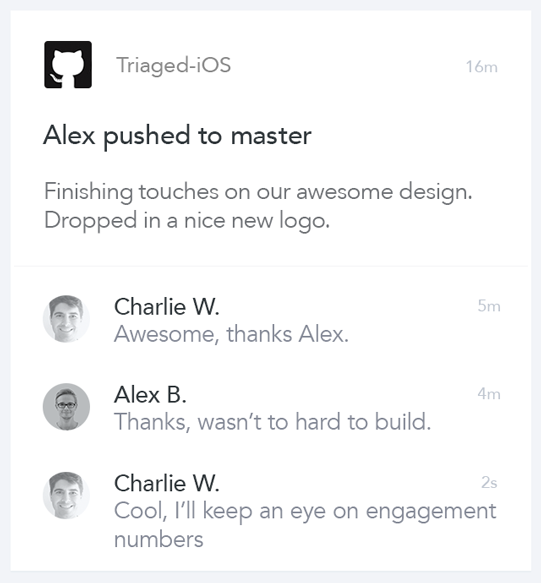 Triaged-iOS
16m
Alex pushed to master
Finishing touches on our awesome design.
Dropped in a nice new logo.
Charlie W.
5m
Awesome, thanks Alex.
Alex B.
4m
Thanks, wasn’t to hard to build.
Charlie W.
2s
Cool, I’ll keep an eye on engagement
numbers